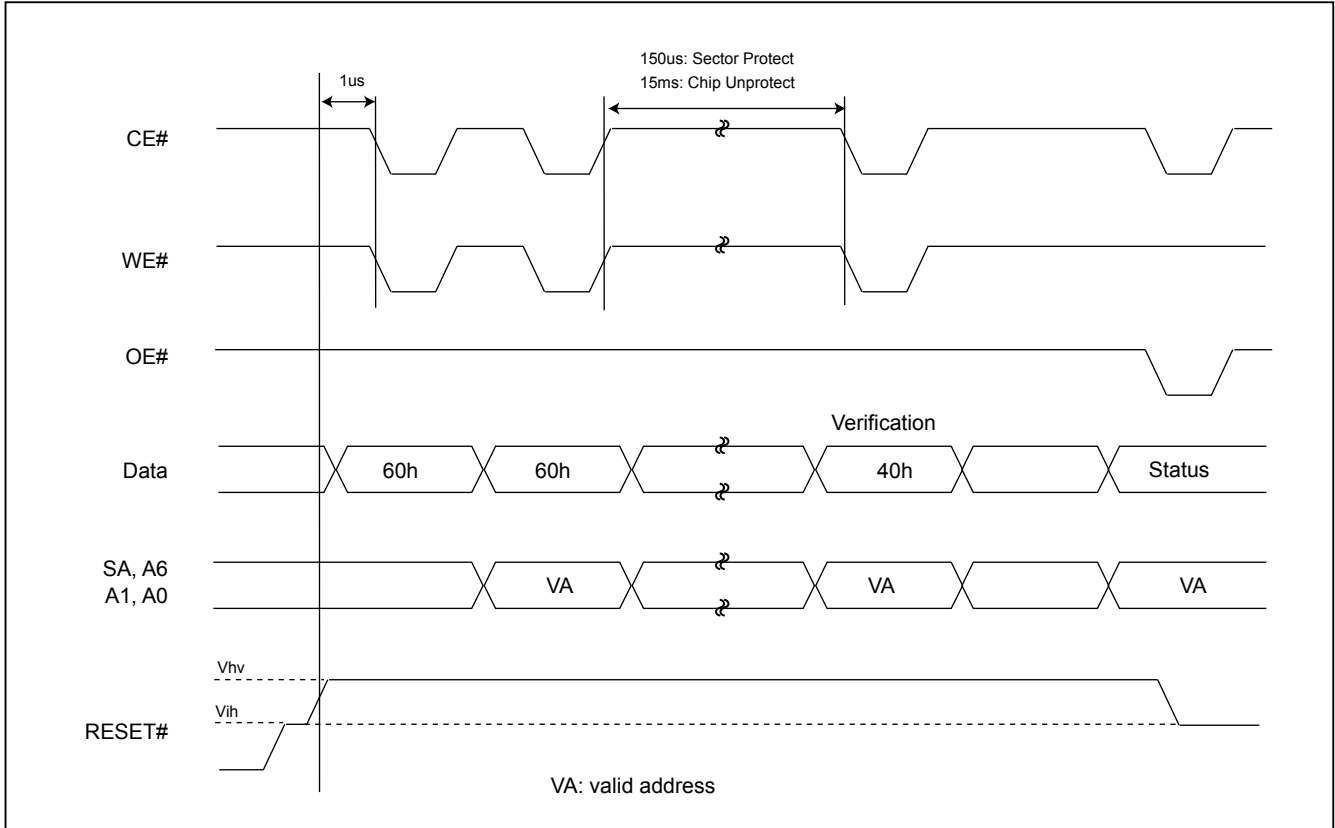 150us: Sector Protect
15ms: Chip Unprotect
1us
CE#
WE#
OE#
Verification
Data
60h
60h
40h
Status
SA, A6
A1, A0
VA
VA
VA
Vhv
Vih
RESET#
VA: valid address